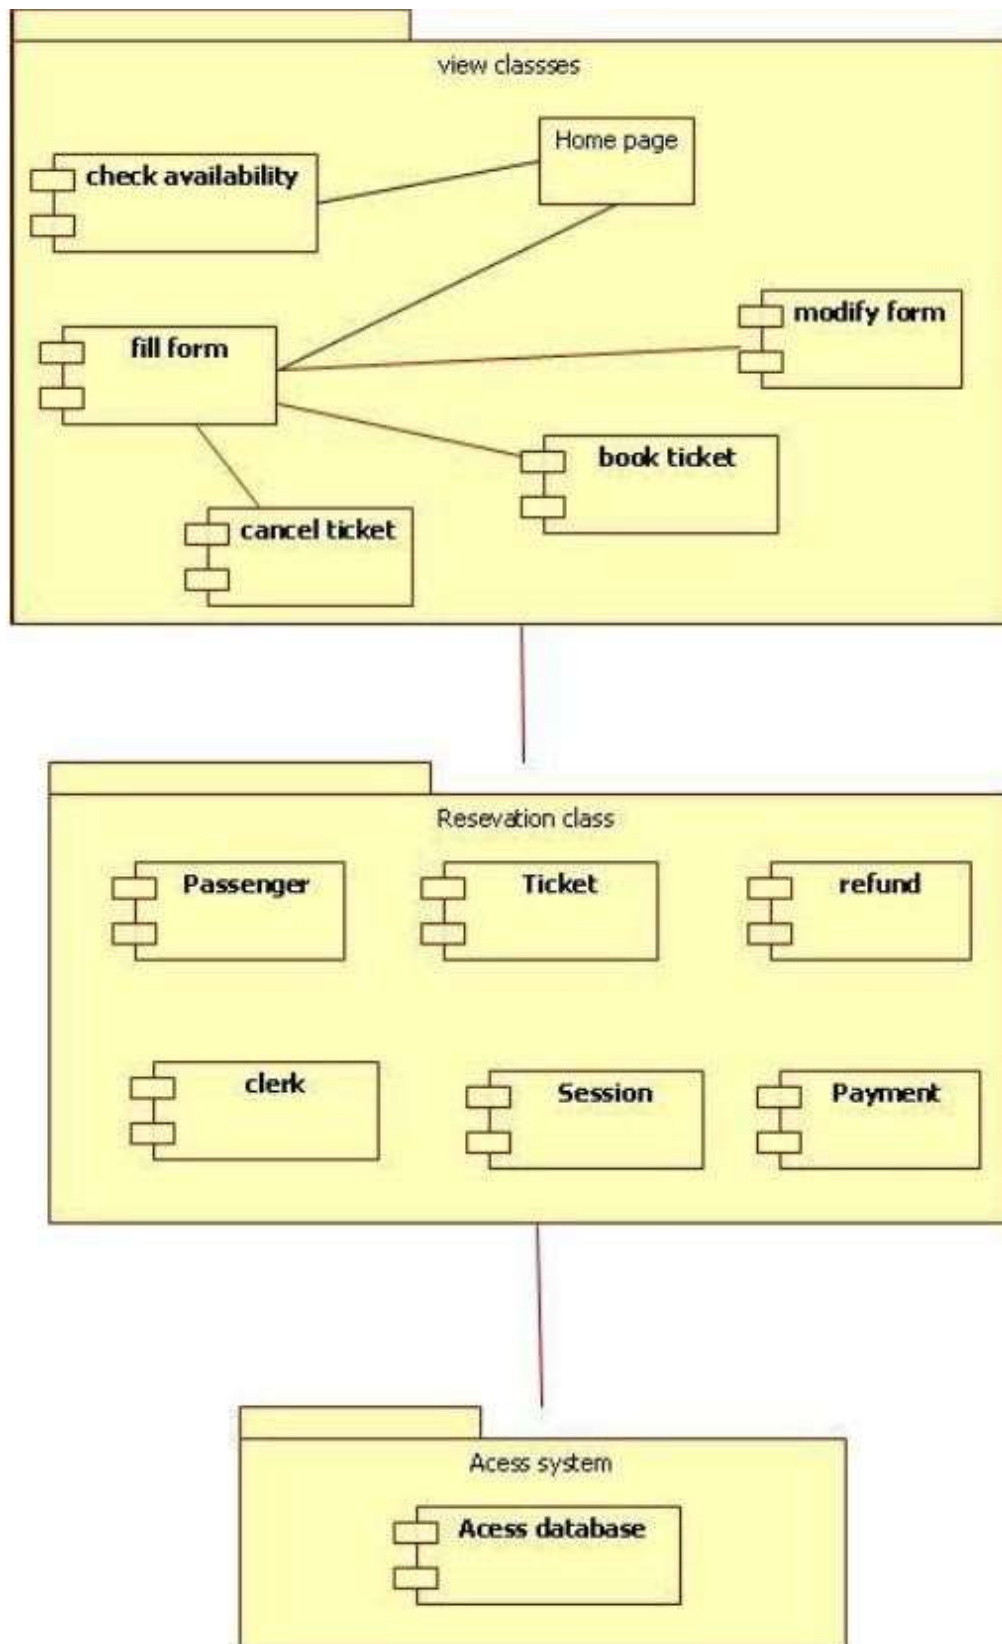 view classses
Home page
check availability
modify form
fill form
book ticket
cancel ticket
Resevation class
Passenger
Ticket
refund
clerk
Session
Payment
Acess system
Acess database